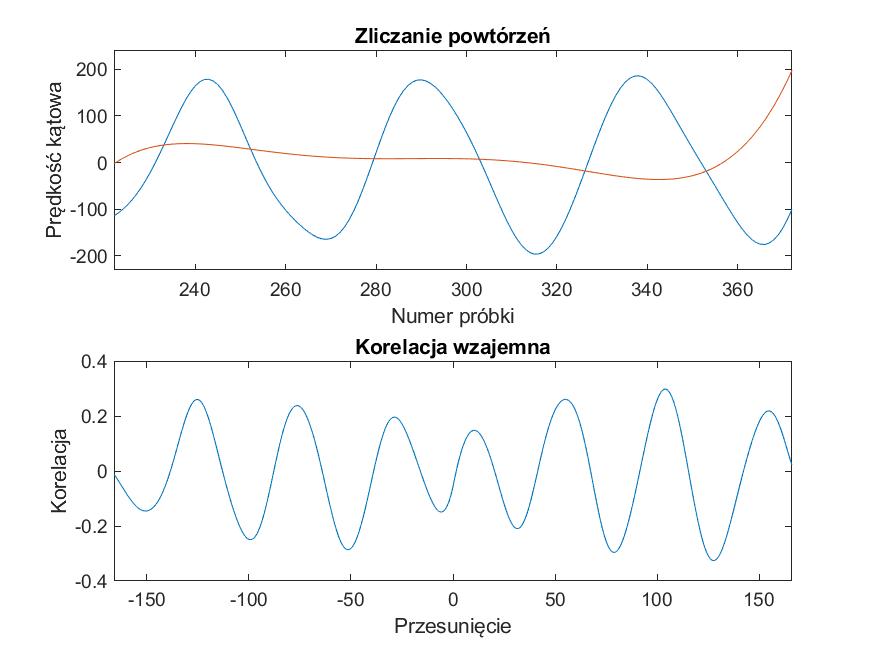 Zliczanie powtórzeń
200
100
0
-100
-200
Prędkość kątowa
240 260 280 300 320 340 360
Numer próbki
Korelacja wzajemna
0.4
0.2
0
-0.2
-0.4
Korelacja
-150 -100 -50 0 50 100 150
Przesunięcie